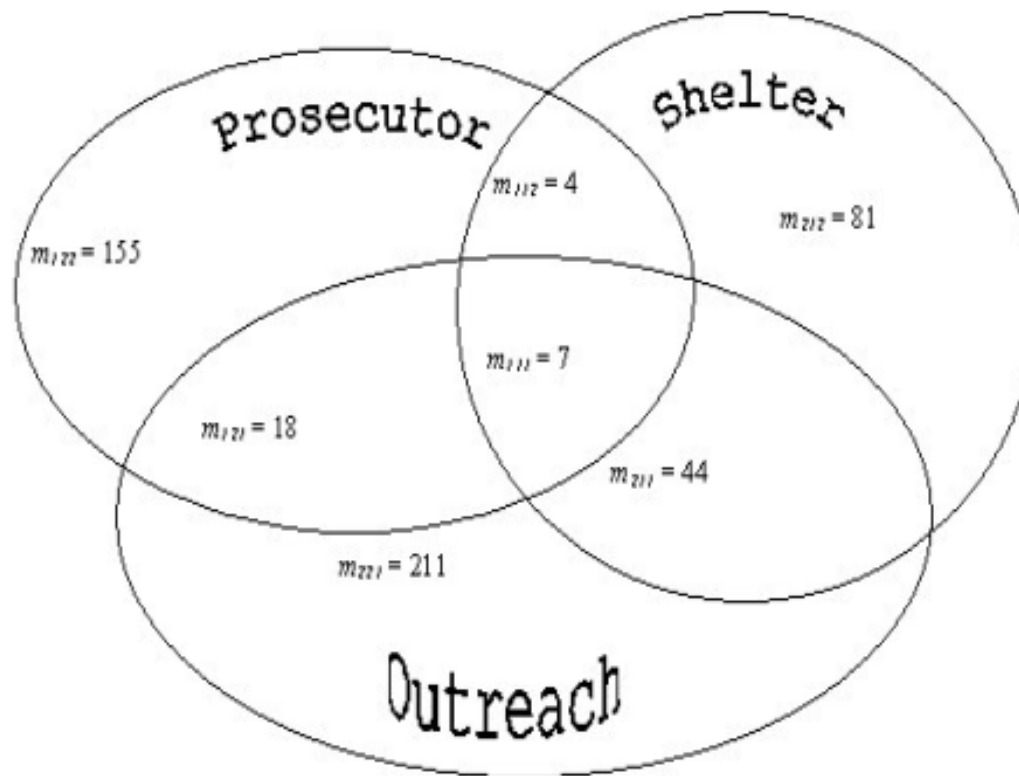 Prosecutor
Shelter
m₁₁₂ = 4
m₂₁₂ = 81
m₁₂₂ = 155
m₁₁₁ = 7
m₁₂₁ = 18
m₂₁₁ = 44
m₂₂₁ = 211
Outreach